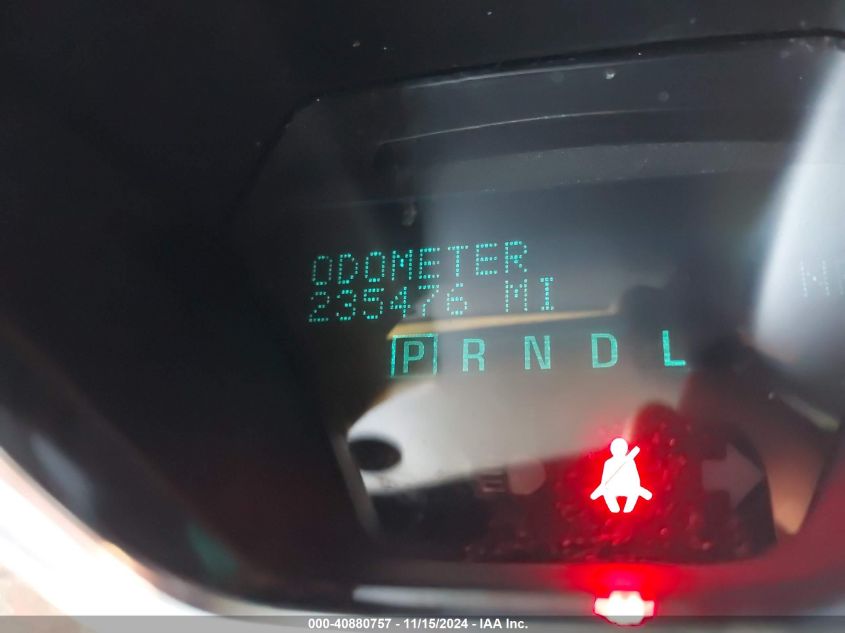 ODOMETER
235476 MI
P R N D L
000-40880757 - 11/15/2024 - IAA Inc.